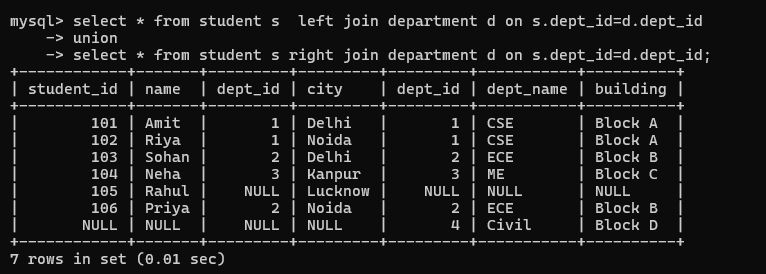 mysql> select * from student s  left join department d on s.dept_id=d.dept_id
    -> union
    -> select * from student s right join department d on s.dept_id=d.dept_id;
+------------+-------+---------+---------+---------+-----------+----------+
| student_id | name  | dept_id | city    | dept_id | dept_name | building |
+------------+-------+---------+---------+---------+-----------+----------+
|        101 | Amit  |       1 | Delhi   |       1 | CSE       | Block A  |
|        102 | Riya  |       1 | Noida   |       1 | CSE       | Block A  |
|        103 | Sohan |       2 | Delhi   |       2 | ECE       | Block B  |
|        104 | Neha  |       3 | Kanpur  |       3 | ME        | Block C  |
|        105 | Rahul |    NULL | Lucknow |    NULL | NULL      | NULL     |
|        106 | Priya |       2 | Noida   |       2 | ECE       | Block B  |
|       NULL | NULL  |    NULL | NULL    |       4 | Civil     | Block D  |
+------------+-------+---------+---------+---------+-----------+----------+
7 rows in set (0.01 sec)